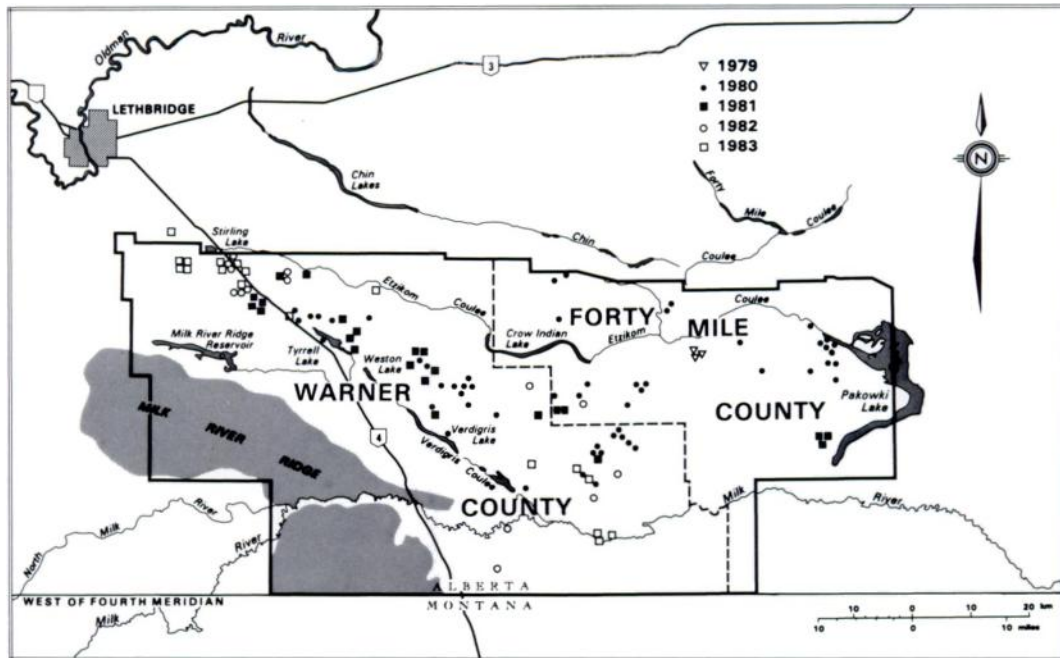 Oldman
River
3
LETHBRIDGE
1979
1980
1981
1982
1983
N
Chin
Lakes
Forty
Mile
Coulee
Chin
Coulee
Stirling
Lake
Etzikom
Coulee
Crow Indian
Lake
FORTY
MILE
Etzikom
Coulee
Milk River Ridge
Reservoir
Tyrrell
Lake
Weston
Lake
WARNER
COUNTY
Pakowki
Lake
MILK
RIVER
RIDGE
4
Verdigris
Lake
Verdigris
Coulee
COUNTY
Milk
River
North
Milk
River
River
ALBERTA
MONTANA
WEST OF FOURTH MERIDIAN
Milk
10 0 10 20 km
10 0 10 miles